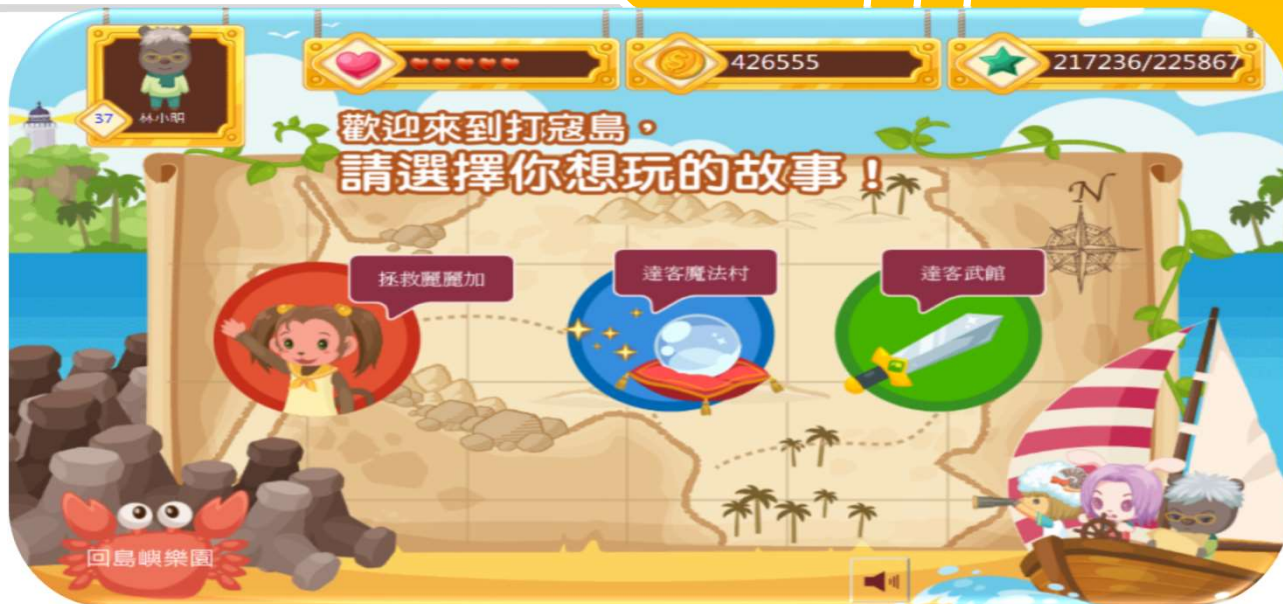 426555
217236/225867
37
林小明
歡迎來到打寇島，
請選擇你想玩的故事！
N
拯救麗麗加
達客魔法村
達客武館
回島嶼樂園